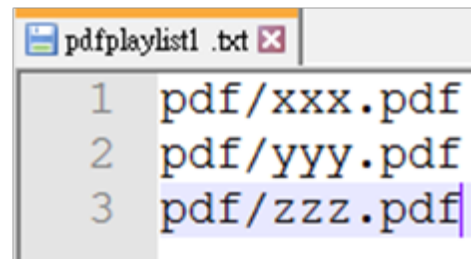 pdfplaylist1 .txt
1 pdf/xxx.pdf
2 pdf/yyy.pdf
3 pdf/zzz.pdf